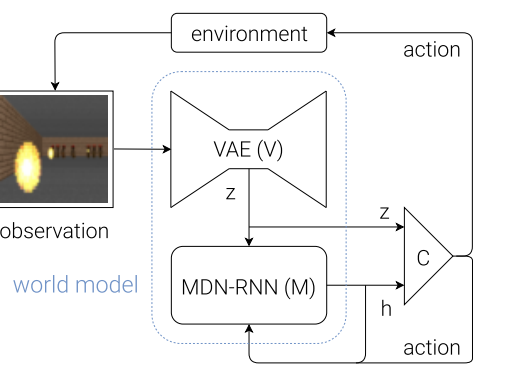 environment
action
VAE (V)
z
z
observation
C
world model
MDN-RNN (M)
h
action